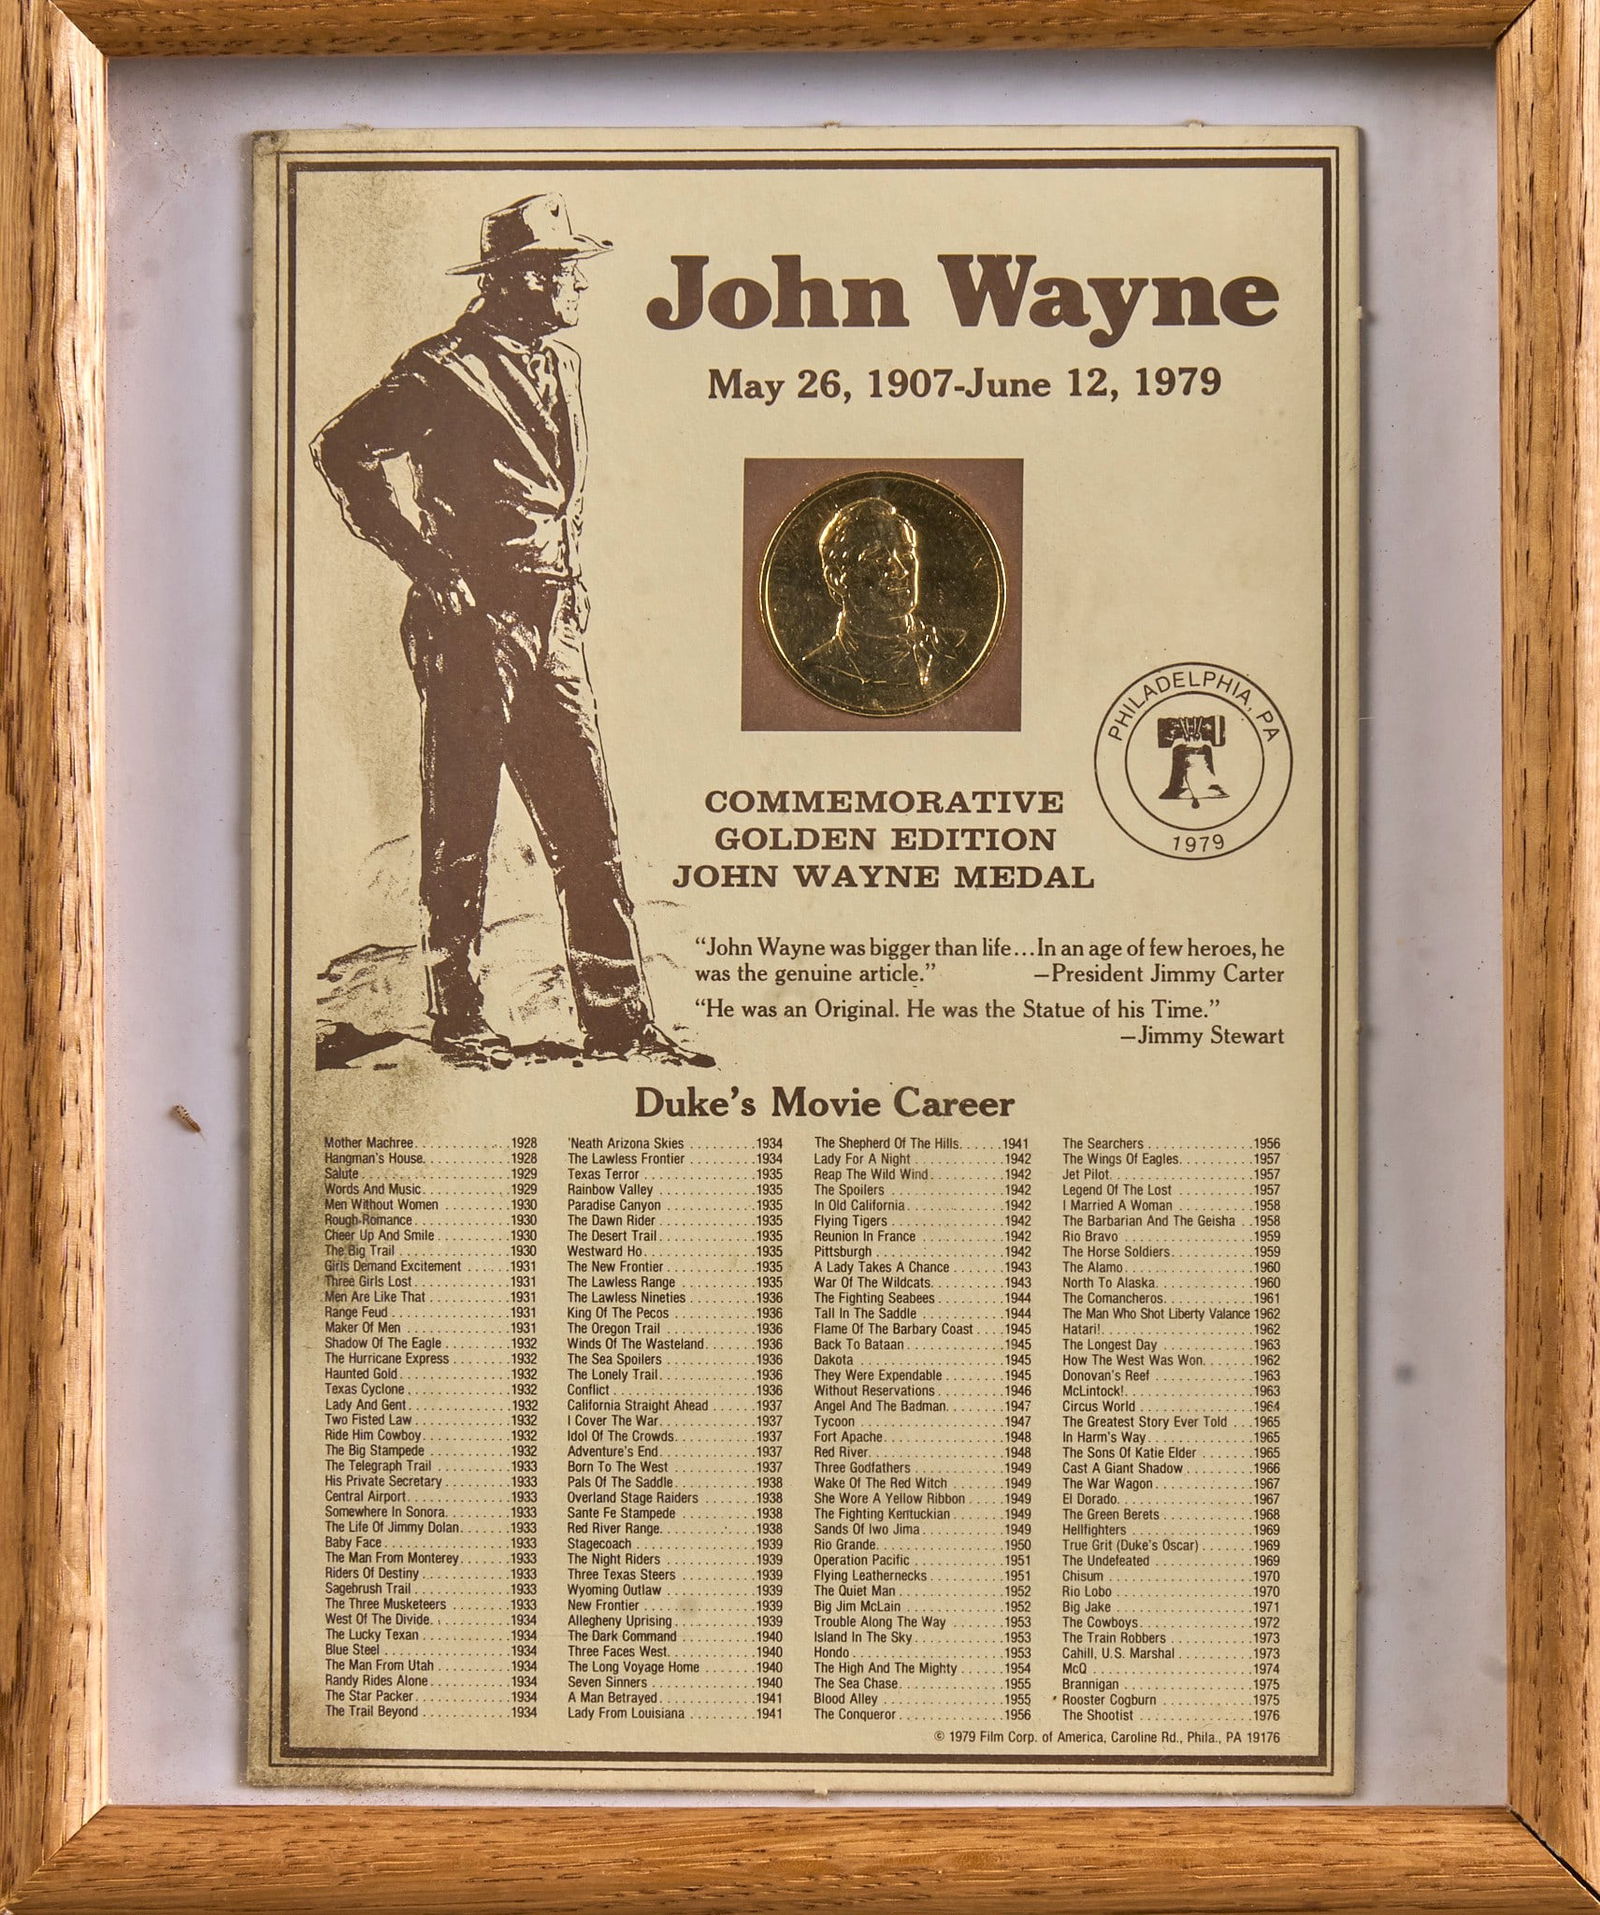 John Wayne
May 26, 1907-June 12, 1979
PHILADELPHIA, PA
1979
COMMEMORATIVE
GOLDEN EDITION
JOHN WAYNE MEDAL
“John Wayne was bigger than life...In an age of few heroes, he
was the genuine article.” —President Jimmy Carter
“He was an Original. He was the Statue of his Time.”
—Jimmy Stewart
Duke’s Movie Career
Mother Machree 1928
Hangman's House 1928
Salute 1929
Words And Music 1929
Men Without Women 1930
Rough Romance 1930
Cheer Up And Smile 1930
The Big Trail 1930
Girls Demand Excitement 1931
Three Girls Lost 1931
Men Are Like That 1931
Range Feud 1931
Maker Of Men 1931
Shadow Of The Eagle 1932
The Hurricane Express 1932
Haunted Gold 1932
Texas Cyclone 1932
Lady And Gent 1932
Two Fisted Law 1932
Ride Him Cowboy 1932
The Big Stampede 1932
The Telegraph Trail 1933
His Private Secretary 1933
Central Airport 1933
Somewhere In Sonora 1933
The Life Of Jimmy Dolan 1933
Baby Face 1933
The Man From Monterey 1933
Riders Of Destiny 1933
Sagebrush Trail 1933
The Three Musketeers 1933
West Of The Divide 1934
The Lucky Texan 1934
Blue Steel 1934
The Man From Utah 1934
Randy Rides Alone 1934
The Star Packer 1934
The Trail Beyond 1934
'Neath Arizona Skies 1934
The Lawless Frontier 1934
Texas Terror 1935
Rainbow Valley 1935
Paradise Canyon 1935
The Dawn Rider 1935
The Desert Trail 1935
Westward Ho 1935
The New Frontier 1935
The Lawless Range 1935
The Lawless Nineties 1936
King Of The Pecos 1936
The Oregon Trail 1936
Winds Of The Wasteland 1936
The Sea Spoilers 1936
The Lonely Trail 1936
Conflict 1936
California Straight Ahead 1937
I Cover The War 1937
Idol Of The Crowds 1937
Adventure's End 1937
Born To The West 1937
Pals Of The Saddle 1938
Overland Stage Raiders 1938
Sante Fe Stampede 1938
Red River Range 1938
Stagecoach 1939
The Night Riders 1939
Three Texas Steers 1939
Wyoming Outlaw 1939
New Frontier 1939
Allegheny Uprising 1939
The Dark Command 1940
Three Faces West 1940
The Long Voyage Home 1940
Seven Sinners 1940
A Man Betrayed 1941
Lady From Louisiana 1941
The Shepherd Of The Hills 1941
Lady For A Night 1942
Reap The Wild Wind 1942
The Spoilers 1942
In Old California 1942
Flying Tigers 1942
Reunion In France 1942
Pittsburgh 1942
A Lady Takes A Chance 1943
War Of The Wildcats 1943
The Fighting Seabees 1944
Tall In The Saddle 1944
Flame Of The Barbary Coast 1945
Back To Bataan 1945
Dakota 1945
They Were Expendable 1945
Without Reservations 1946
Angel And The Badman 1947
Tycoon 1947
Fort Apache 1948
Red River 1948
Three Godfathers 1949
Wake Of The Red Witch 1949
She Wore A Yellow Ribbon 1949
The Fighting Kentuckian 1949
Sands Of Iwo Jima 1949
Rio Grande 1950
Operation Pacific 1951
Flying Leathernecks 1951
The Quiet Man 1952
Big Jim McLain 1952
Trouble Along The Way 1953
Island In The Sky 1953
Hondo 1953
The High And The Mighty 1954
The Sea Chase 1955
Blood Alley 1955
The Conqueror 1956
The Searchers 1956
The Wings Of Eagles 1957
Jet Pilot 1957
Legend Of The Lost 1957
I Married A Woman 1958
The Barbarian And The Geisha 1958
Rio Bravo 1959
The Horse Soldiers 1959
The Alamo 1960
North To Alaska 1960
The Comancheros 1961
The Man Who Shot Liberty Valance 1962
Hatari! 1962
The Longest Day 1963
How The West Was Won 1962
Donovan's Reef 1963
McLintock! 1963
Circus World 1964
The Greatest Story Ever Told 1965
In Harm's Way 1965
The Sons Of Katie Elder 1965
Cast A Giant Shadow 1966
The War Wagon 1967
El Dorado 1967
The Green Berets 1968
Hellfighters 1969
True Grit (Duke's Oscar) 1969
The Undefeated 1969
Chisum 1970
Rio Lobo 1970
Big Jake 1971
The Cowboys 1972
The Train Robbers 1973
Cahill, U.S. Marshal 1973
McQ 1974
Brannigan 1975
Rooster Cogburn 1975
The Shootist 1976
© 1979 Film Corp. of America, Caroline Rd., Phila., PA 19176